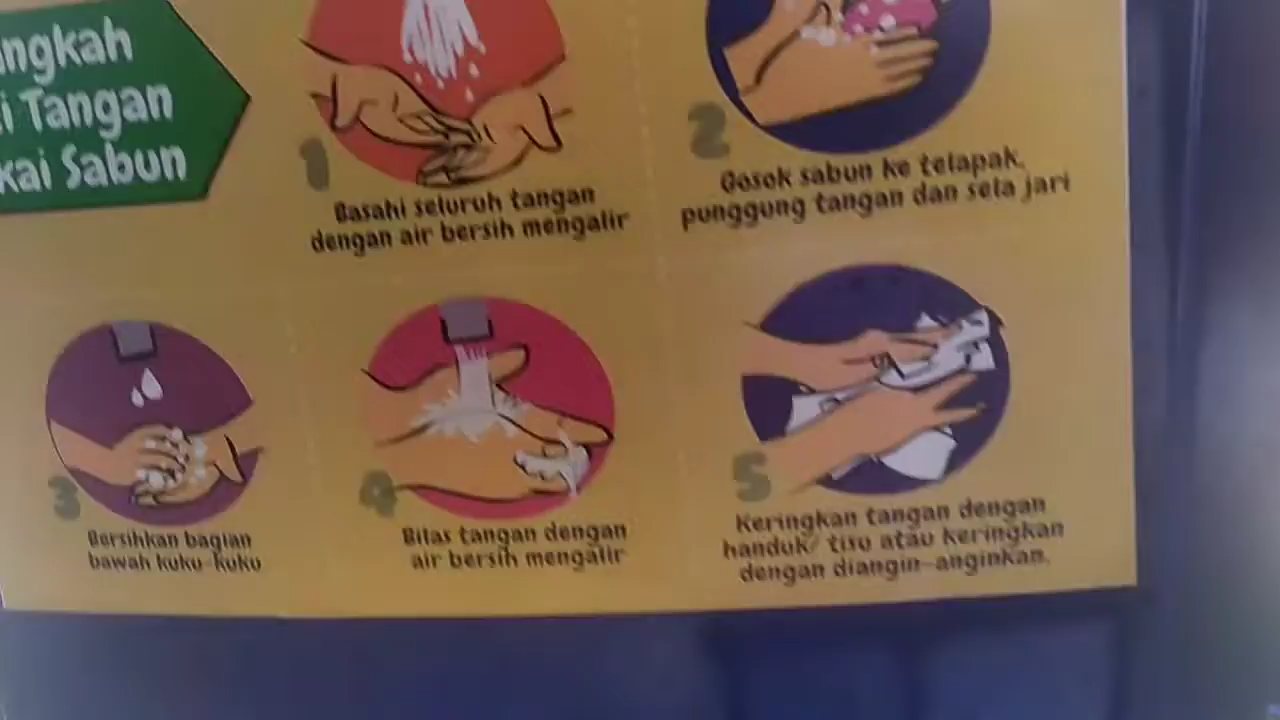 ngkah
i Tangan
kai Sabun
1
Basahi seluruh tangan
dengan air bersih mengalir
2
Gosok sabun ke telapak,
punggung tangan dan sela jari
3
Bersihkan bagian
bawah kuku-kuku
4
Bilas tangan dengan
air bersih mengalir
5
Keringkan tangan dengan
handuk/ tisu atau keringkan
dengan diangin-anginkan.